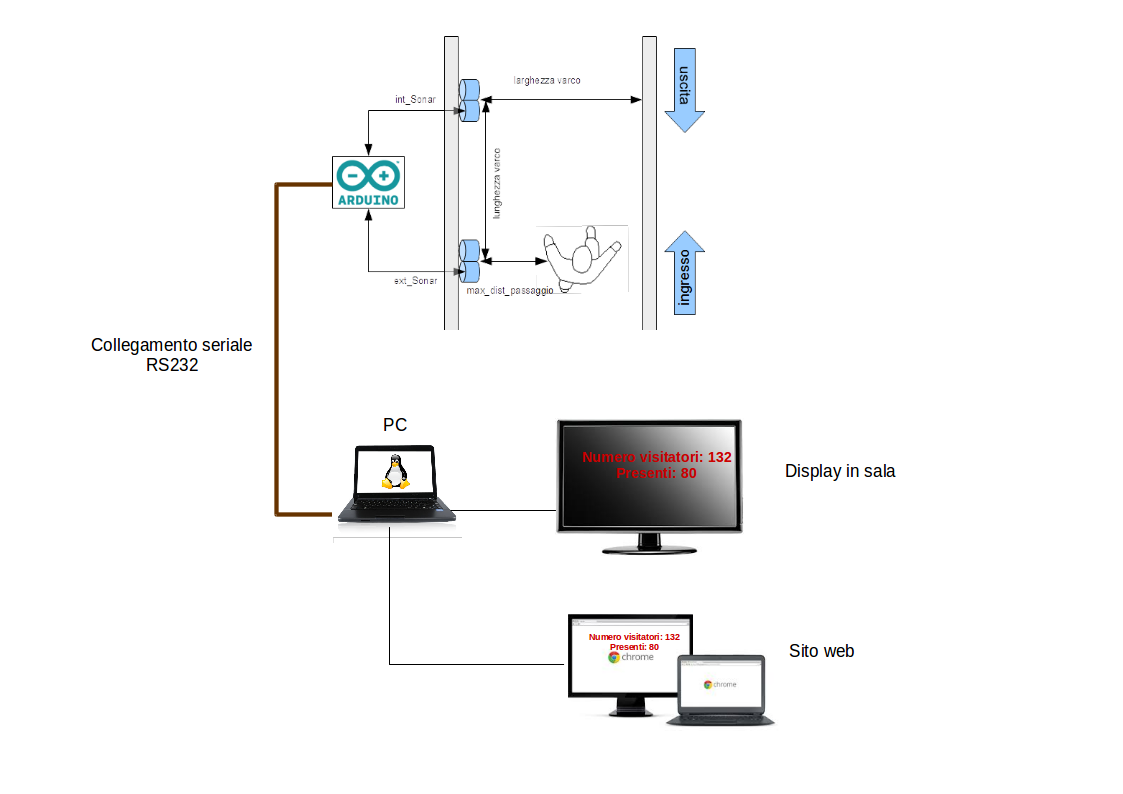 larghezza varco
uscita
int_Sonar
lunghezza varco
ARDUINO
ingresso
ext_Sonar
max_dist_passaggio
Collegamento seriale
RS232
PC
Numero visitatori: 132
Presenti: 80
Display in sala
Numero visitatori: 132
Presenti: 80
chrome
Sito web
chrome